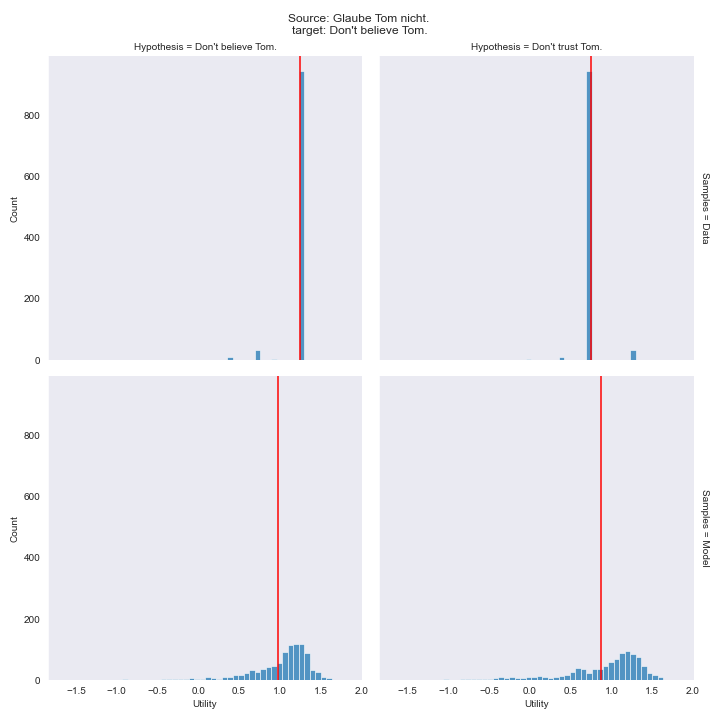 Source: Glaube Tom nicht.
target: Don't believe Tom.
Hypothesis = Don't believe Tom.
Hypothesis = Don't trust Tom.
800
600
400
200
0
Count
Samples = Data
800
600
400
200
0
Count
Samples = Model
−1.5 −1.0 −0.5 0.0 0.5 1.0 1.5 2.0
−1.5 −1.0 −0.5 0.0 0.5 1.0 1.5 2.0
Utility
Utility